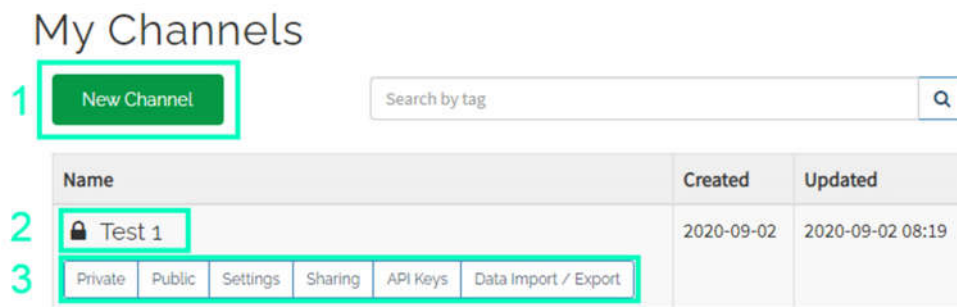 My Channels
1 New Channel Search by tag
Name Created Updated
2 Test 1 2020-09-02 2020-09-02 08:19
3 Private Public Settings Sharing API Keys Data Import / Export